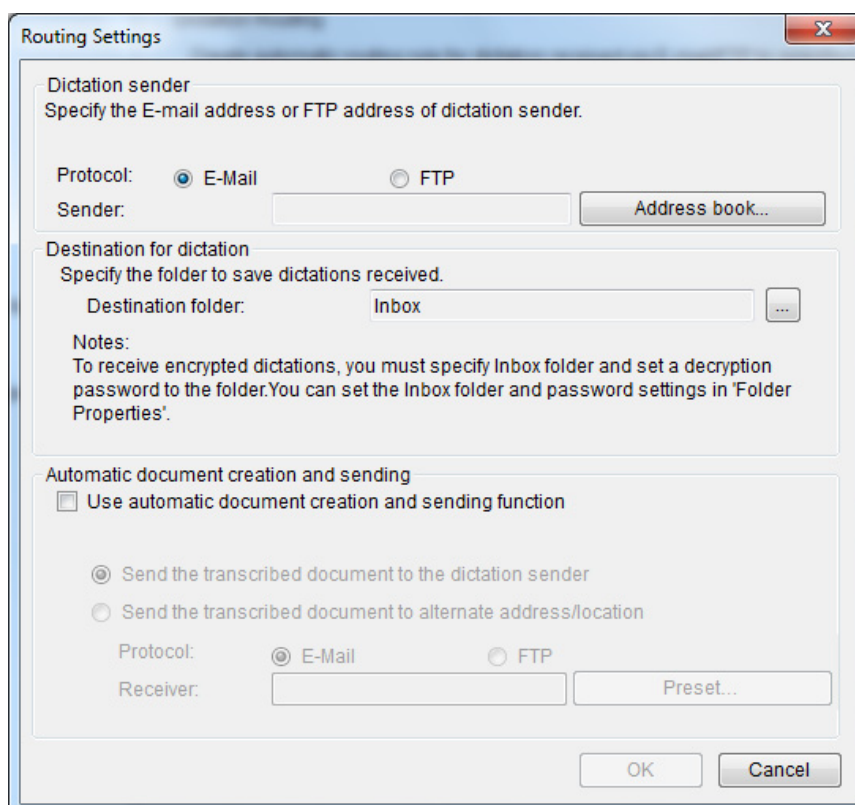 Routing Settings
Dictation sender
Specify the E-mail address or FTP address of dictation sender.
Protocol: E-Mail FTP
Sender: Address book...
Destination for dictation
Specify the folder to save dictations received.
Destination folder: Inbox ...
Notes:
To receive encrypted dictations, you must specify Inbox folder and set a decryption
password to the folder.You can set the Inbox folder and password settings in 'Folder
Properties'.
Automatic document creation and sending
Use automatic document creation and sending function
Send the transcribed document to the dictation sender
Send the transcribed document to alternate address/location
Protocol: E-Mail FTP
Receiver: Preset...
OK Cancel